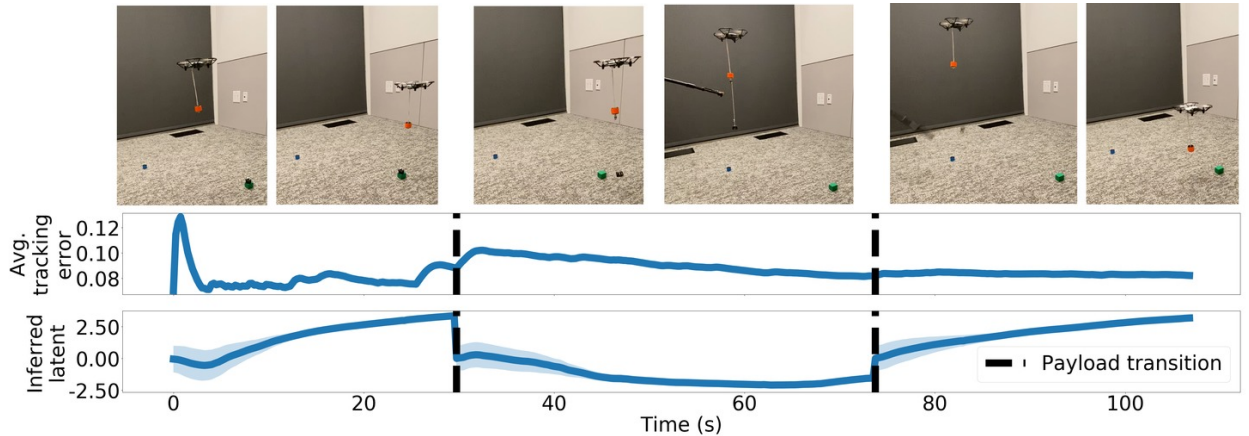 Avg.
tracking
error
0.12
0.10
0.08
Inferred
latent
2.50
0.00
-2.50
Payload transition
0
20
40
60
80
100
Time (s)